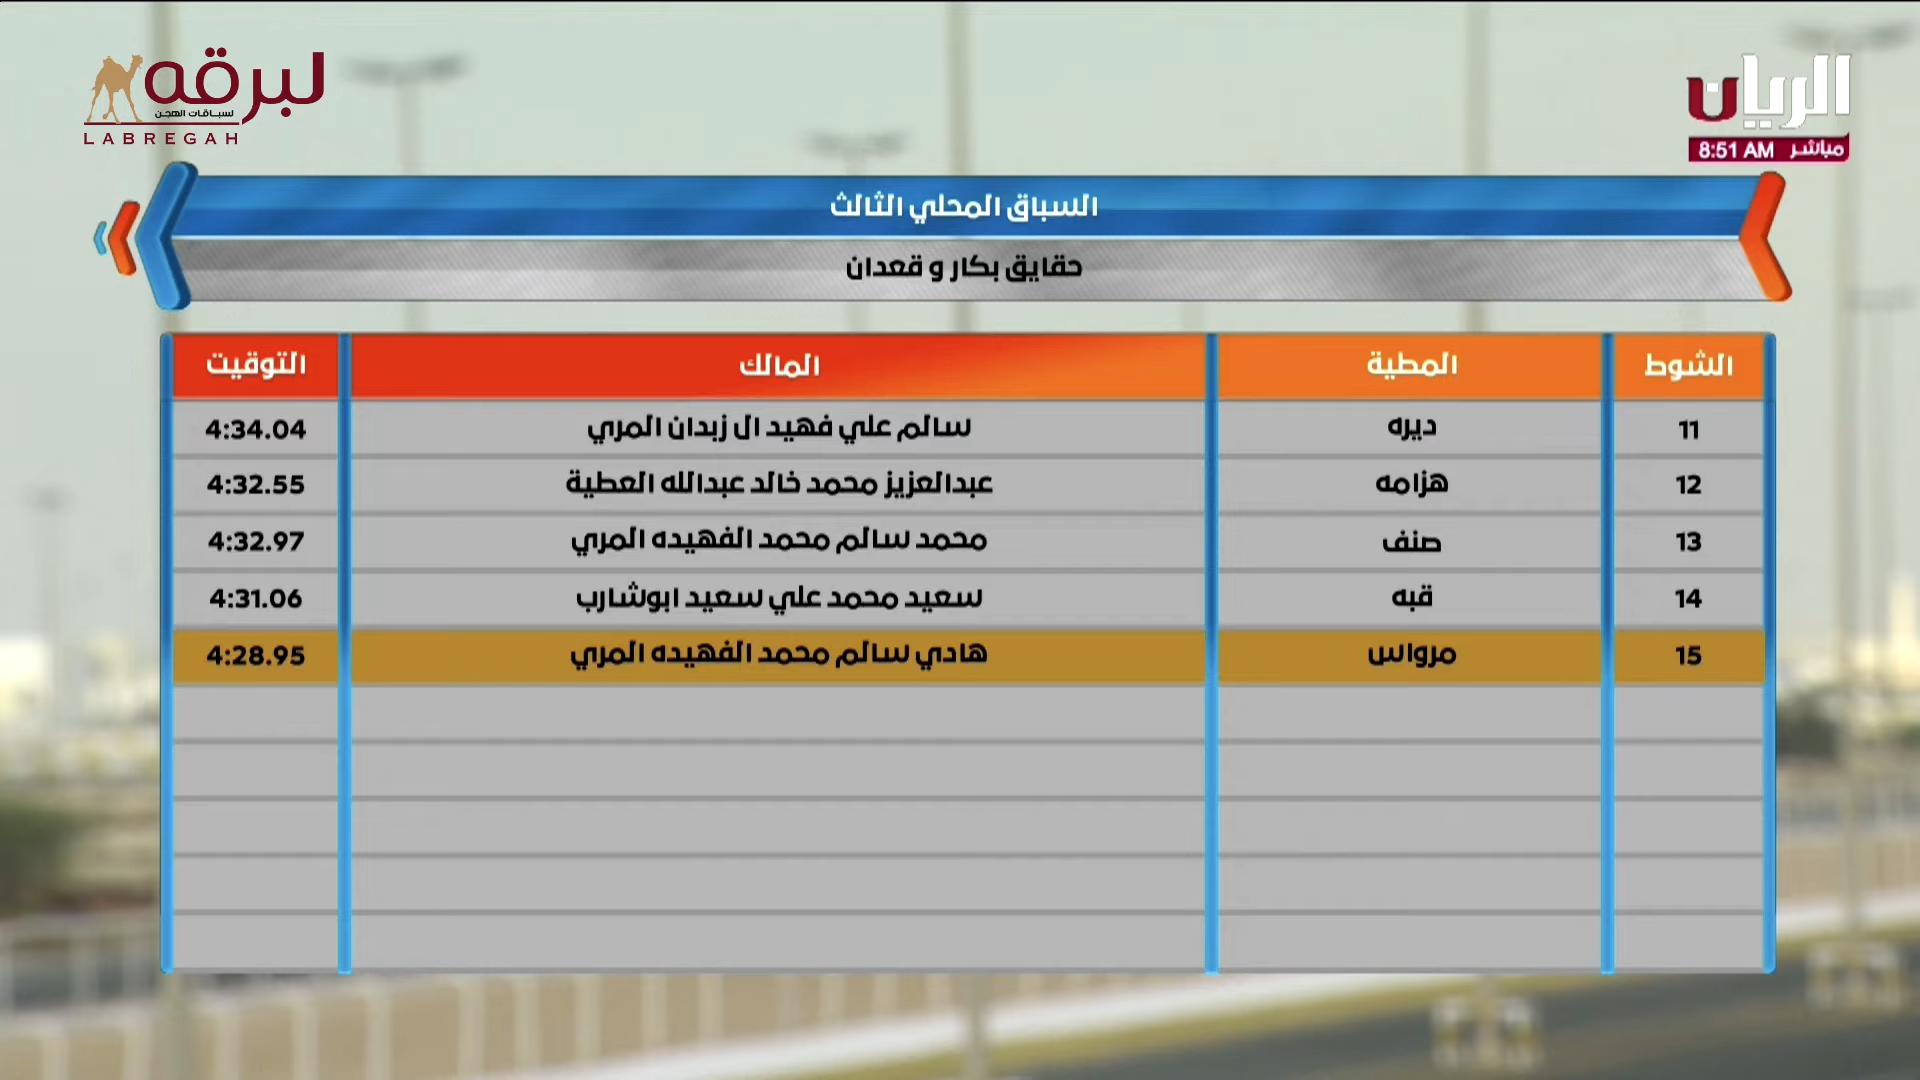 لبرقه
لسباقات الهجن
LABREGAH
الريان
مباشر 8:51 AM
السباق المحلي الثالث
حقايق بكار و قعدان
الشوط المطية المالك التوقيت
11 ديره سالم علي فهيد ال زبدان المري 4:34.04
12 هزامه عبدالعزيز محمد خالد عبدالله العطية 4:32.55
13 صنف محمد سالم محمد الفهيده المري 4:32.97
14 قبه سعيد محمد علي سعيد ابوشارب 4:31.06
15 مرواس هادي سالم محمد الفهيده المري 4:28.95